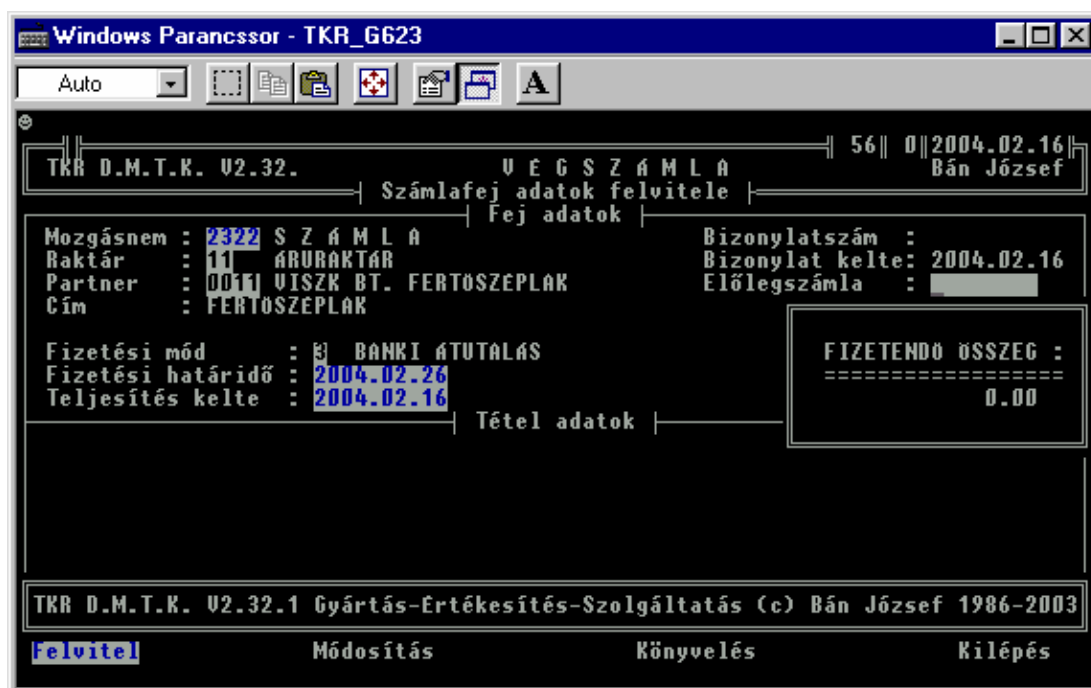 Windows Parancssor - TKR_G623
Auto
A
56 0 2004.02.16
TKR D.M.T.K. V2.32. V É G S Z Á M L A Bán József
Számlafej adatok felvitele
Fej adatok
Mozgásnem : 2322 S Z Á M L A Bizonylatszám :
Raktár : 11 ÁRURAKTÁR Bizonylat kelte: 2004.02.16
Partner : 0011 VISZK BT. FERTÖSZÉPLAK Előlegszámla :
Cím : FERTÖSZÉPLAK
Fizetési mód : 3 BANKI ÁTUTALÁS FIZETENDÖ ÖSSZEG :
Fizetési határidő : 2004.02.26 ==================
Teljesítés kelte : 2004.02.16 0.00
Tétel adatok
TKR D.M.T.K. V2.32.1 Gyártás-Értékesítés-Szolgáltatás (c) Bán József 1986-2003
Felvitel Módosítás Könyvelés Kilépés